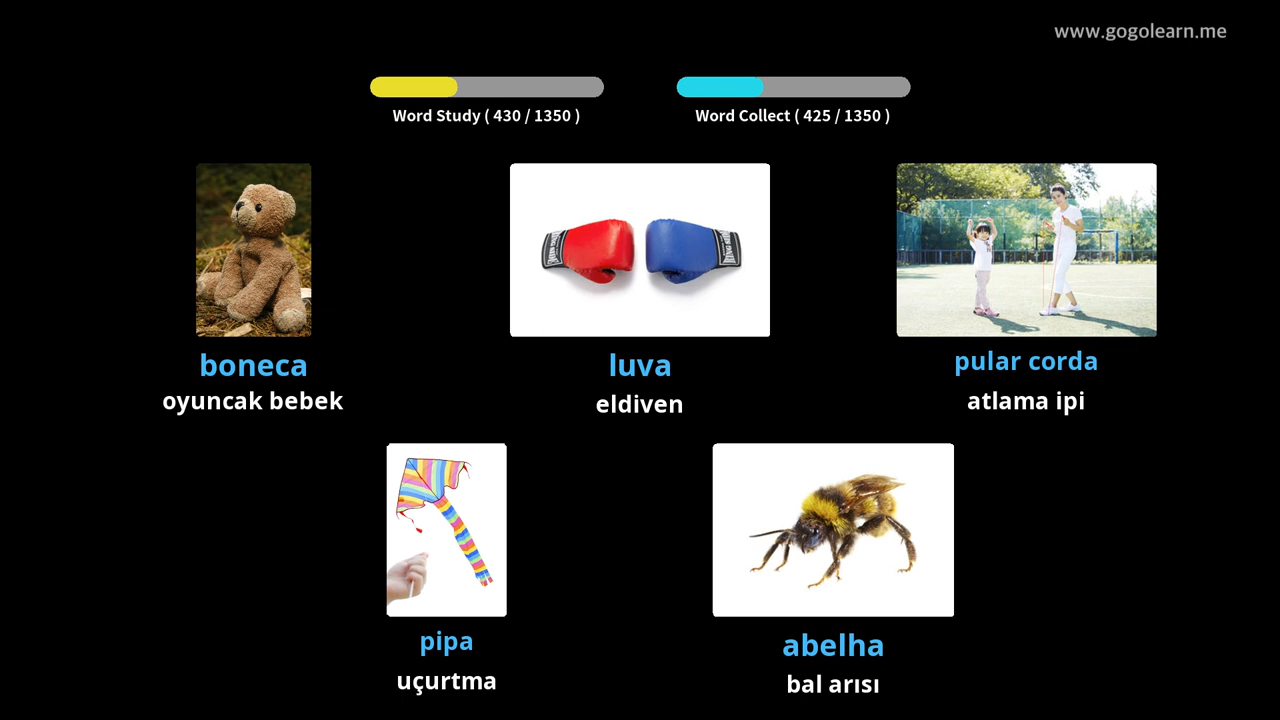 www.gogolearn.me
Word Study ( 430 / 1350 )
Word Collect ( 425 / 1350 )
boneca
oyuncak bebek
luva
eldiven
pular corda
atlama ipi
pipa
uçurtma
abelha
bal arısı